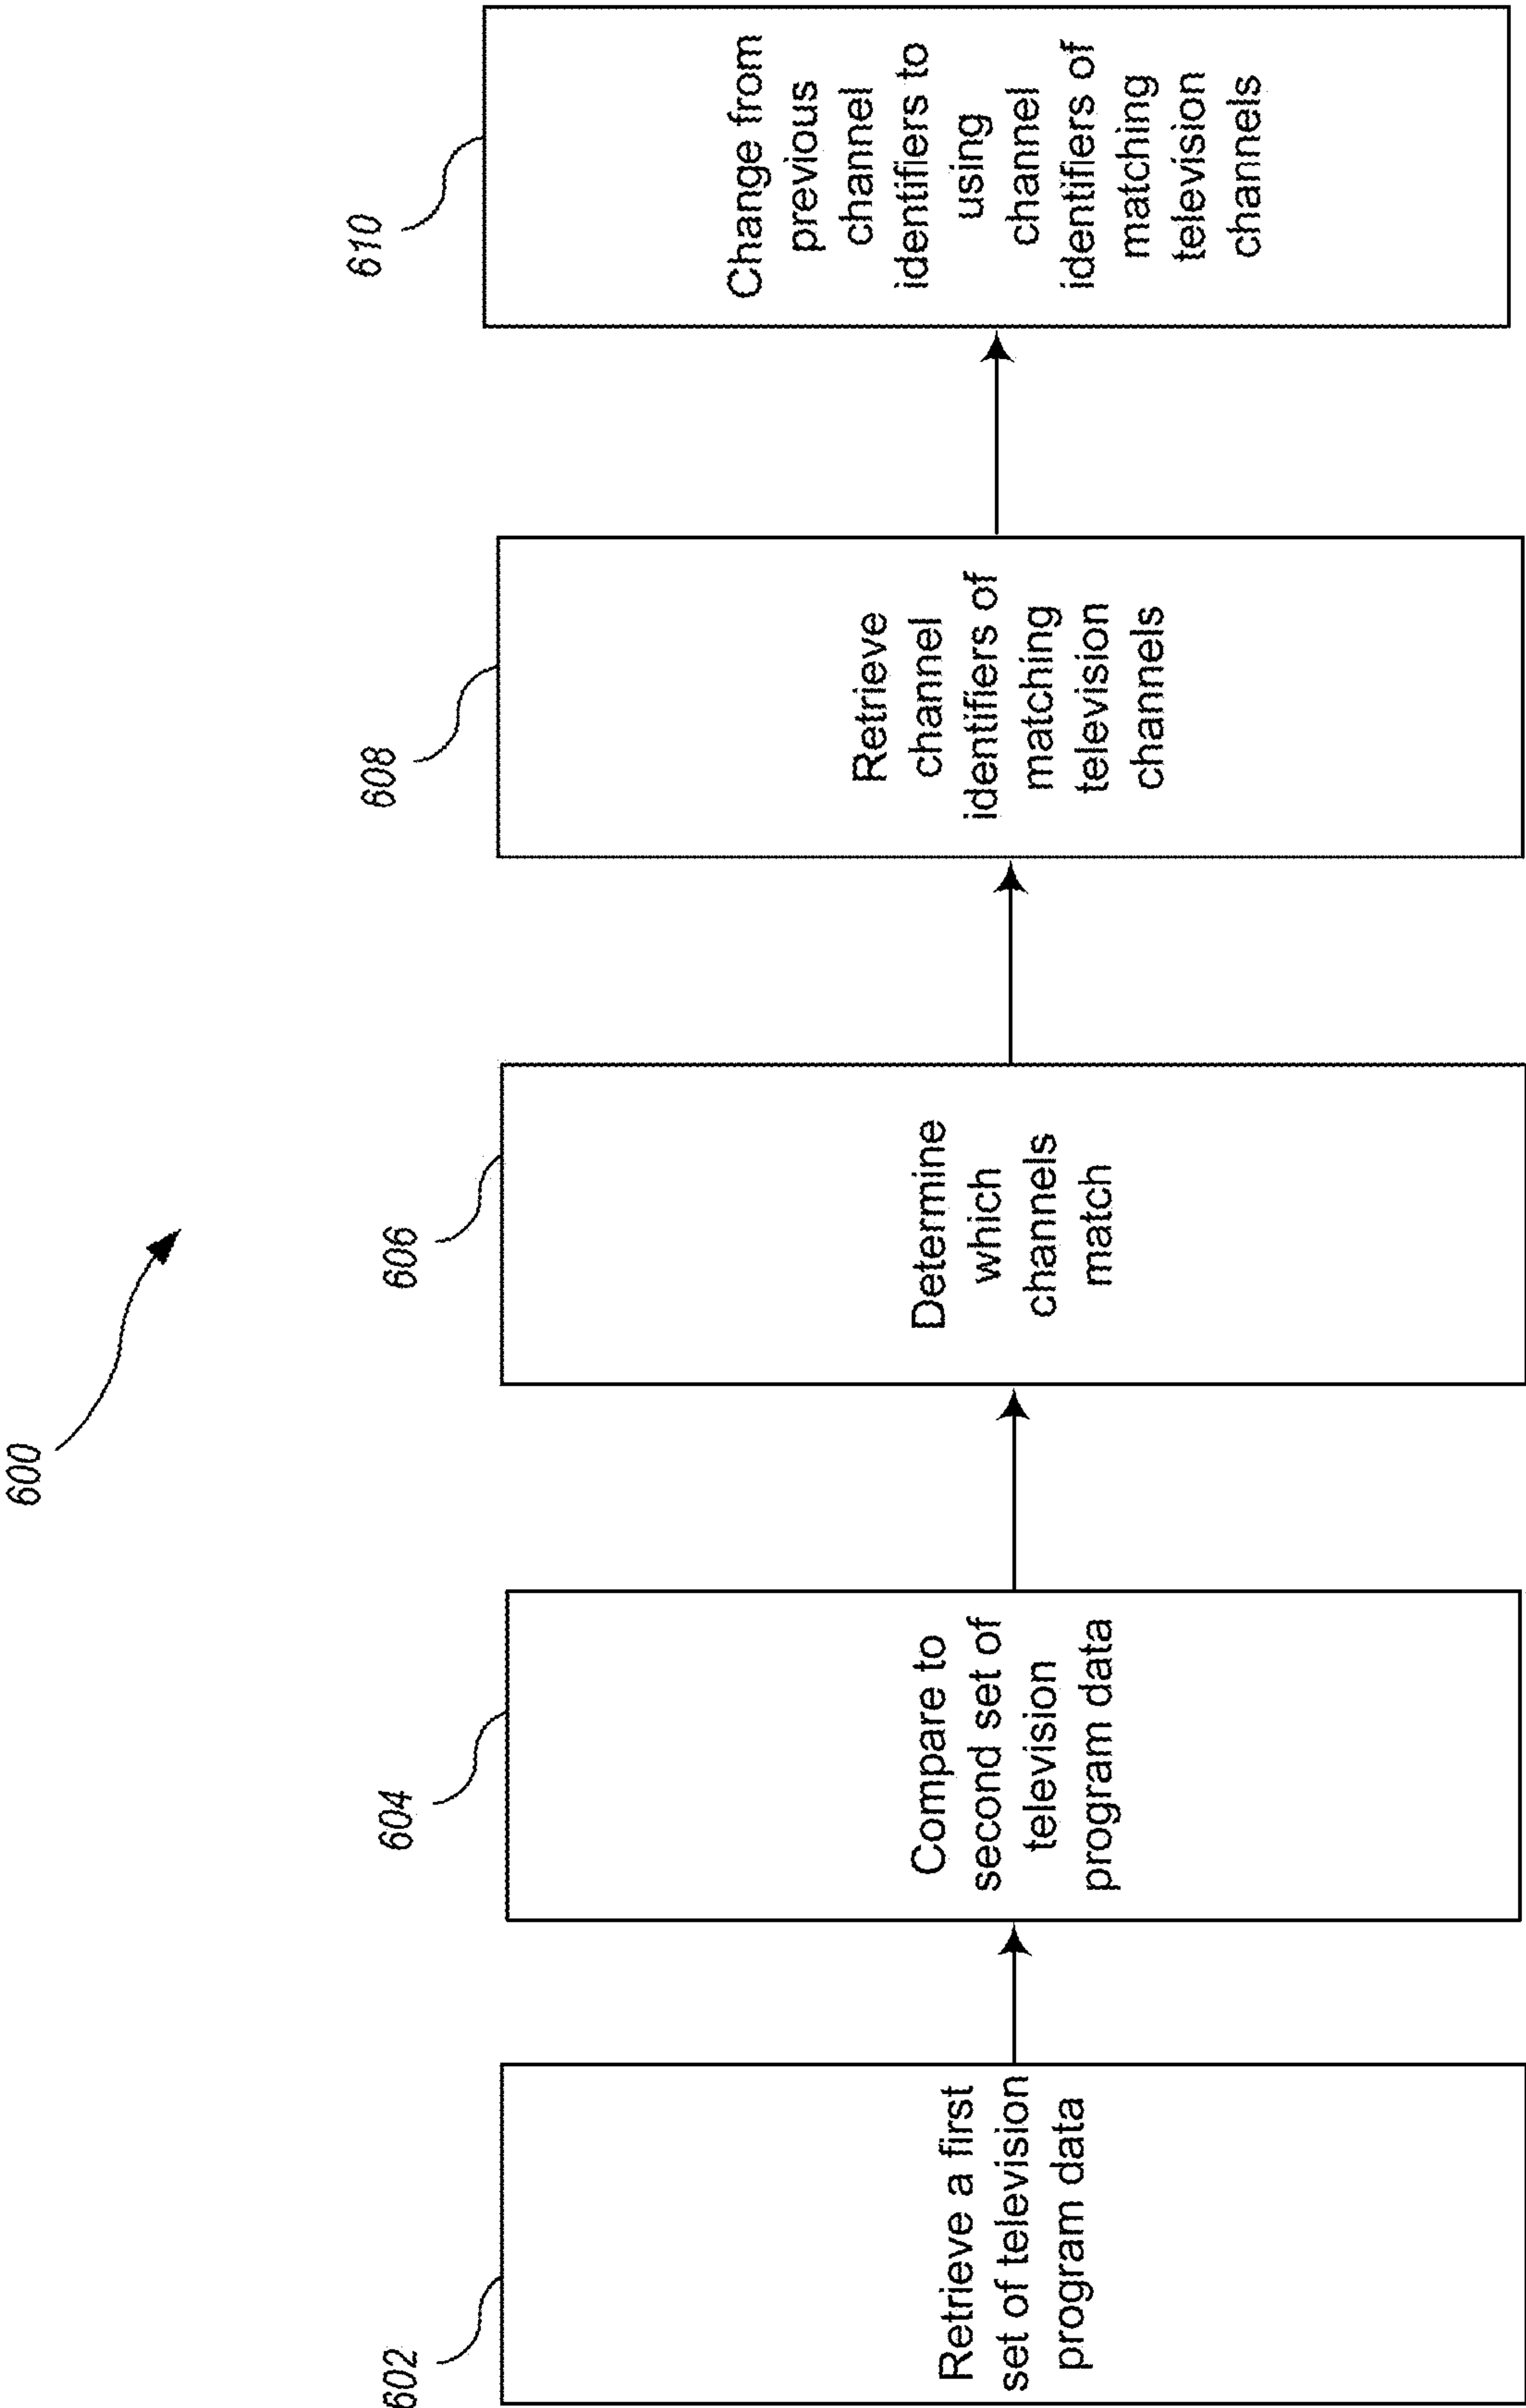 600
602
Retrieve a first
set of television
program data
604
Compare to
second set of
television
program data
606
Determine
which
channels
match
608
Retrieve
channel
identifiers of
matching
television
channels
610
Change from
previous
channel
identifiers to
using
channel
identifiers of
matching
television
channels